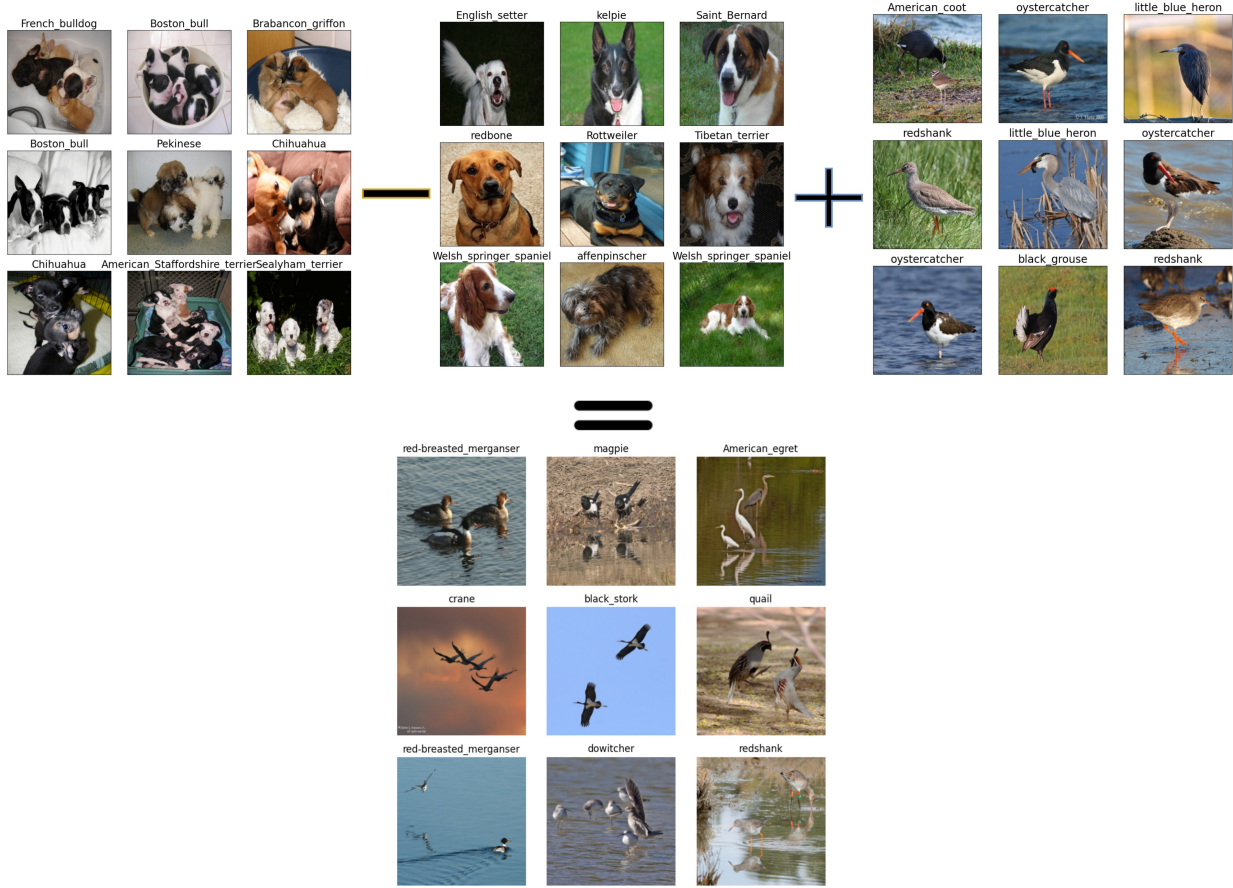 French_bulldog Boston_bull Brabancon_griffon
English_setter kelpie Saint_Bernard
American_coot oystercatcher little_blue_heron
Boston_bull Pekinese Chihuahua
redbone Rottweiler Tibetan_terrier
redshank little_blue_heron oystercatcher
Chihuahua American_Staffordshire_terrier Sealyham_terrier
Welsh_springer_spaniel affenpinscher Welsh_springer_spaniel
oystercatcher black_grouse redshank
red-breasted_merganser magpie American_egret
crane black_stork quail
red-breasted_merganser dowitcher redshank